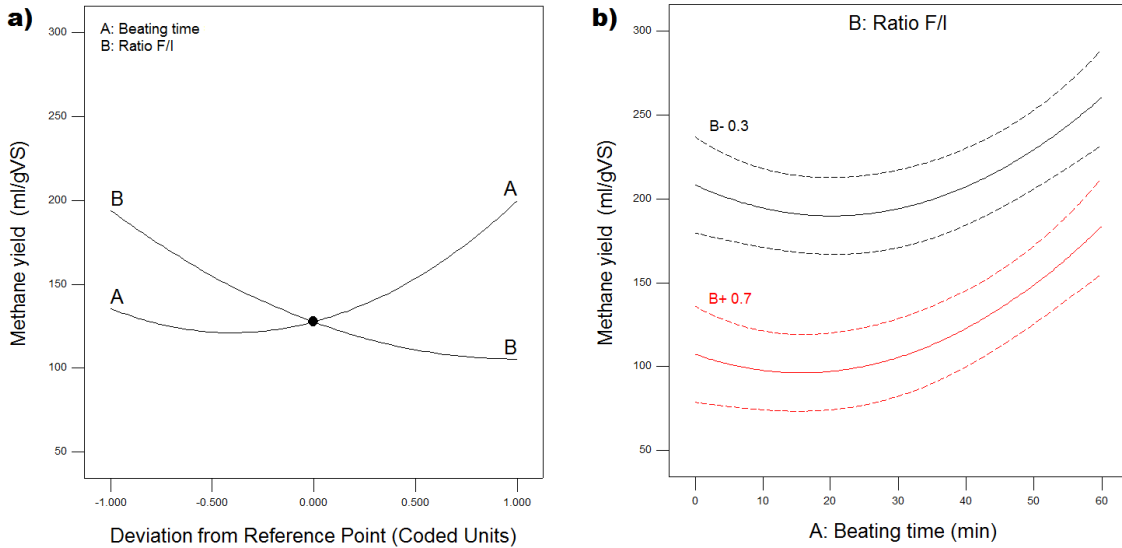 a)
A: Beating time
B: Ratio F/I
Methane yield (ml/gVS)
300
250
200
150
100
50
B
A
A
B
-1.000
-0.500
0.000
0.500
1.000
Deviation from Reference Point (Coded Units)
b)
B: Ratio F/I
Methane yield (ml/gVS)
300
250
200
150
100
50
B- 0.3
B+ 0.7
0
10
20
30
40
50
60
A: Beating time (min)